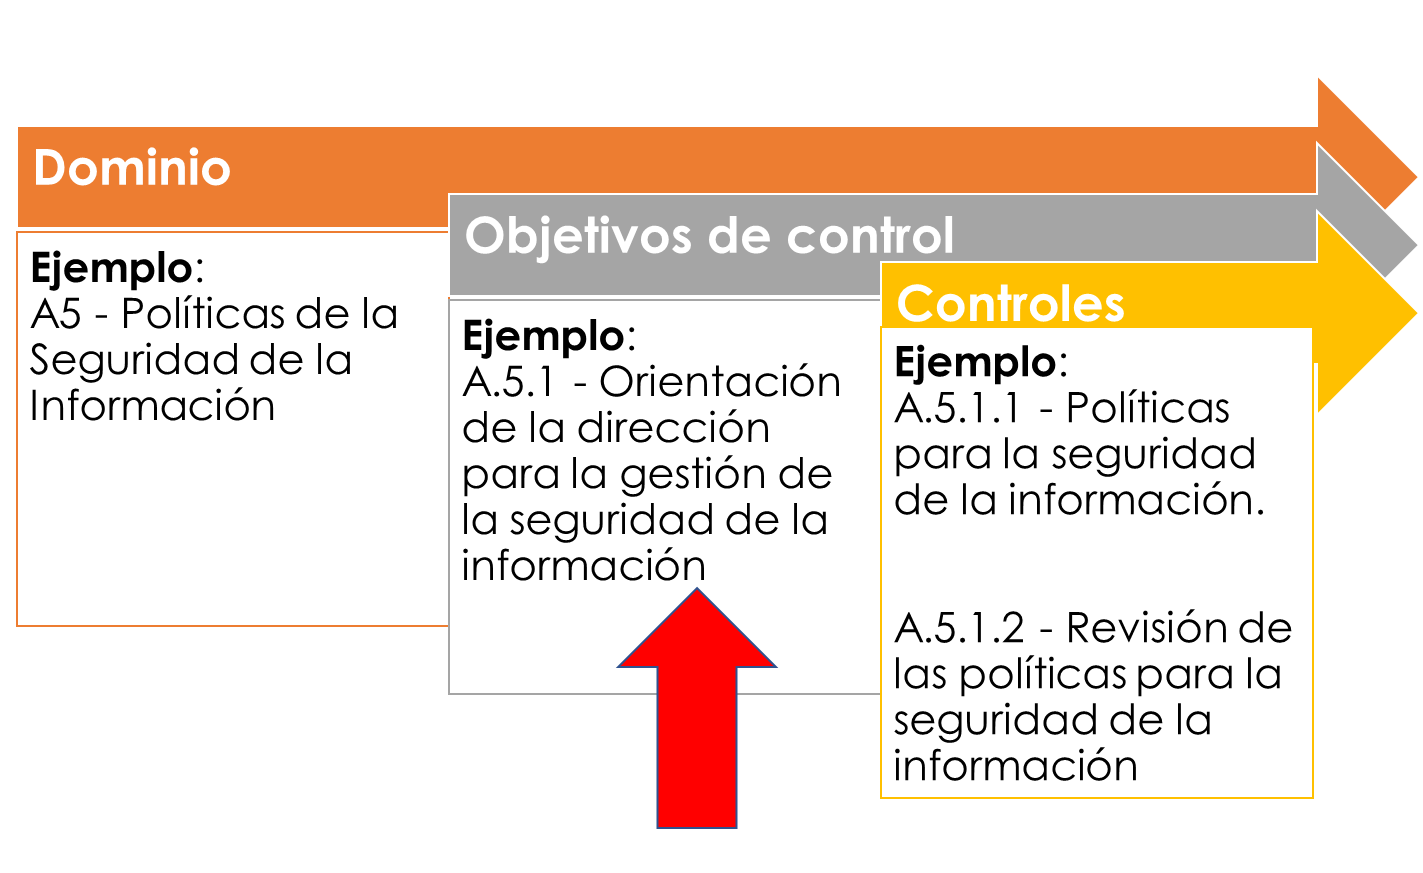 Dominio
Ejemplo:
A5 - Políticas de la
Seguridad de la
Información
Objetivos de control
Ejemplo:
A.5.1 - Orientación
de la dirección
para la gestión de
la seguridad de la
información
Controles
Ejemplo:
A.5.1.1 - Políticas
para la seguridad
de la información.
A.5.1.2 - Revisión de
las políticas para la
seguridad de la
información